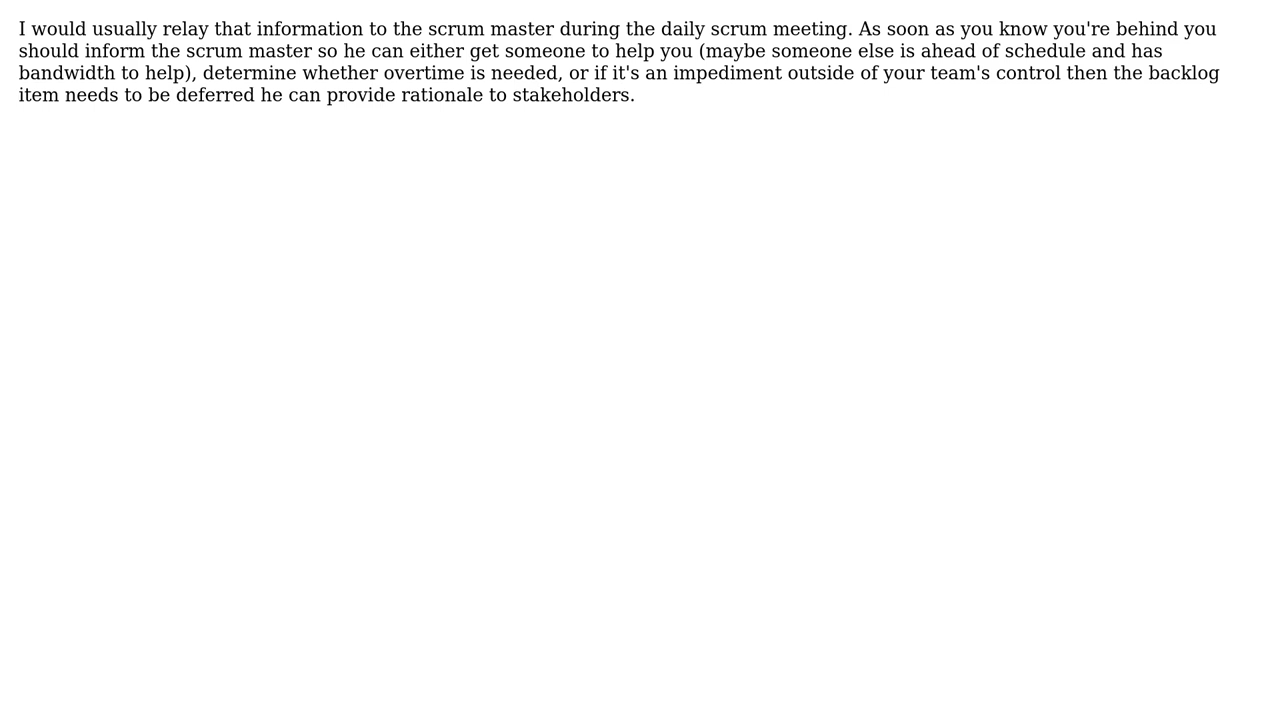 I would usually relay that information to the scrum master during the daily scrum meeting. As soon as you know you're behind you
should inform the scrum master so he can either get someone to help you (maybe someone else is ahead of schedule and has
bandwidth to help), determine whether overtime is needed, or if it's an impediment outside of your team's control then the backlog
item needs to be deferred he can provide rationale to stakeholders.